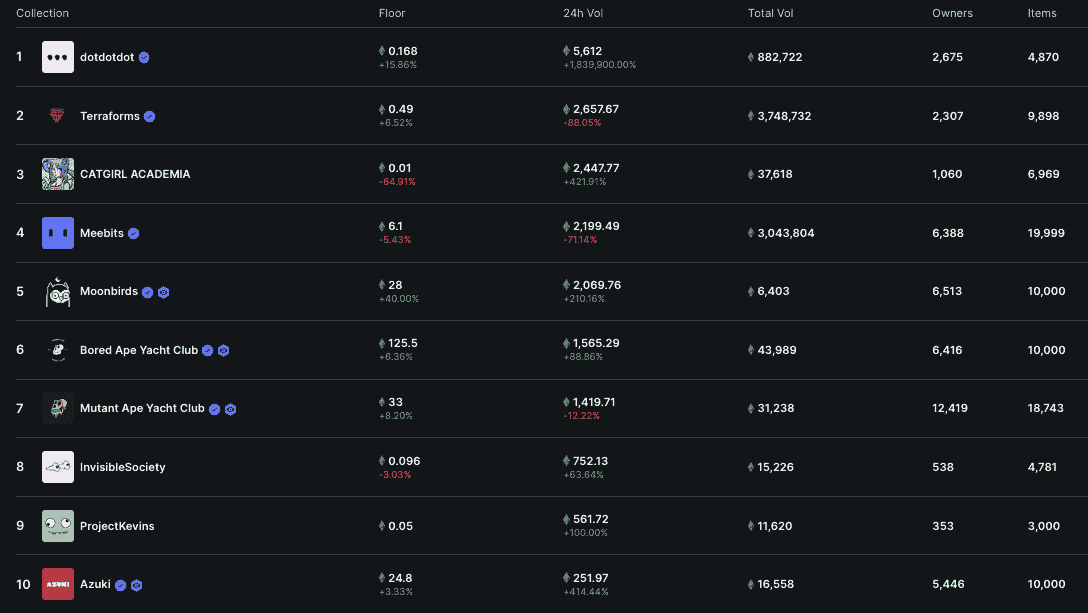 Collection Floor 24h Vol Total Vol Owners Items
1 dotdotdot 0.168 5,612 882,722 2,675 4,870
+15.86% +1,839,900.00%
2 Terraforms 0.49 2,657.67 3,748,732 2,307 9,898
+6.52% -88.05%
3 CATGIRL ACADEMIA 0.01 2,447.77 37,618 1,060 6,969
-64.91% +421.91%
4 Meebits 6.1 2,199.49 3,043,804 6,388 19,999
-5.43% -71.14%
5 Moonbirds 28 2,069.76 6,403 6,513 10,000
+40.00% +210.16%
6 Bored Ape Yacht Club 125.5 1,565.29 43,989 6,416 10,000
+6.36% +88.86%
7 Mutant Ape Yacht Club 33 1,419.71 31,238 12,419 18,743
+8.20% -12.22%
8 InvisibleSociety 0.096 752.13 15,226 538 4,781
-3.03% +63.64%
9 ProjectKevins 0.05 561.72 11,620 353 3,000
+100.00%
10 AZUKI Azuki 24.8 251.97 16,558 5,446 10,000
+3.33% +414.44%